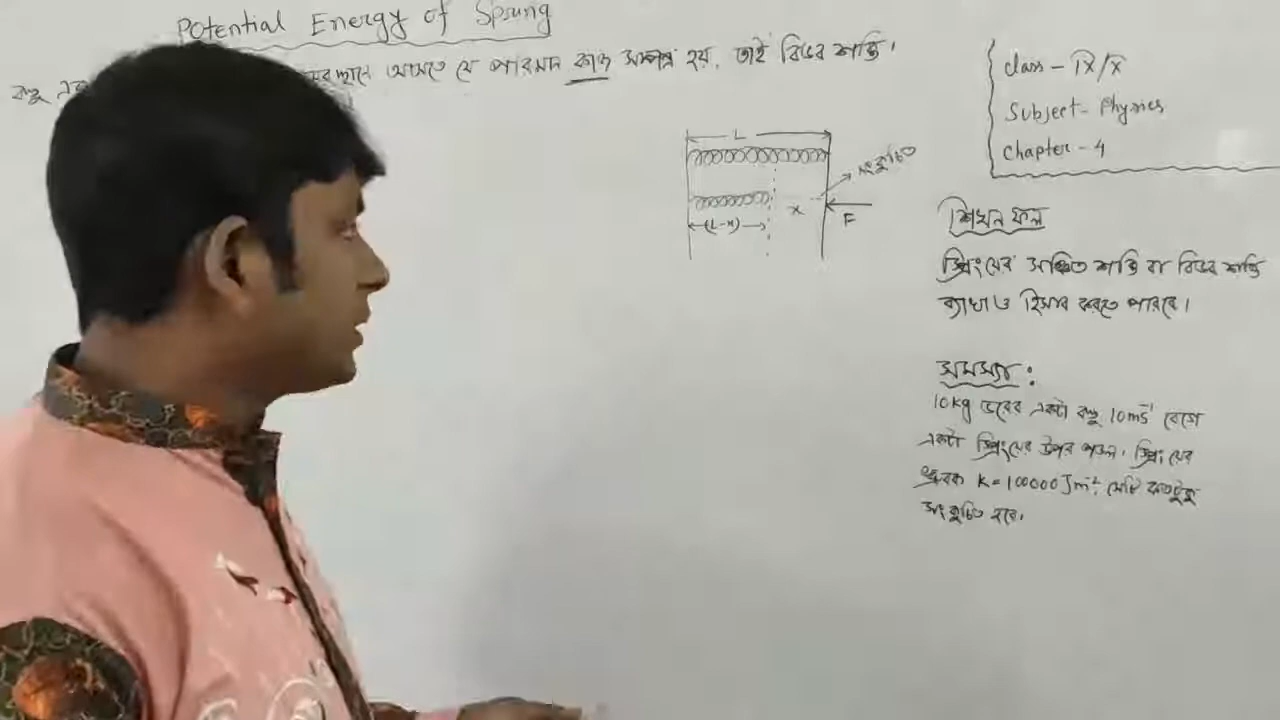 Potential Energy of Spring
বস্তু আসতে যে পরিমান কাজ সম্পন্ন হয়, তাই বিভব শক্তি।
class - IX/X
Subject - Physics
Chapter - 4
L
সংকুচিত
x
F
(L-x)
শিখন ফল
স্প্রিংয়ের সঞ্চিত শক্তি বা বিভব শক্তি
ব্যাখ্যা ও হিসাব করতে পারবে।
সমস্যা:
10kg ভরের একটা বস্তু 10ms⁻¹ বেগে
একটা স্প্রিংয়ের উপর পড়ল। স্প্রিংয়ের
ধ্রুবক K = 100000 Jm⁻², সেটি কতটুকু
সংকুচিত হবে।